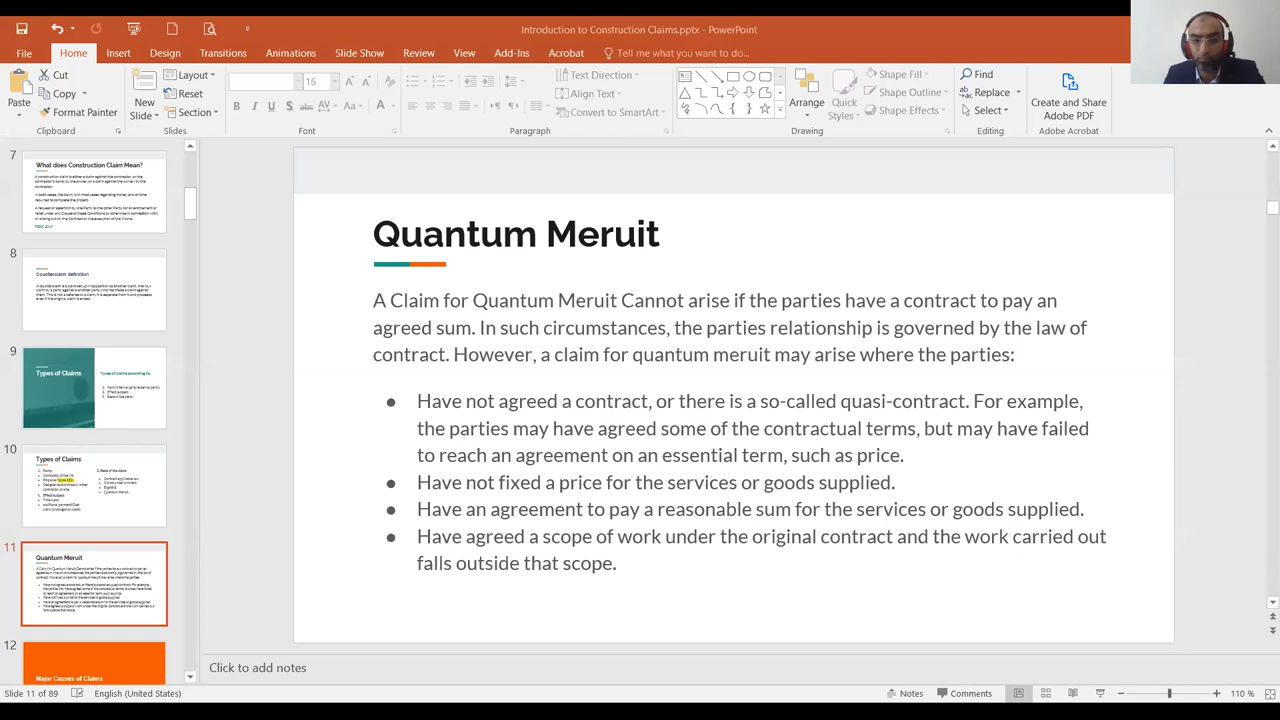 Introduction to Construction Claims.pptx - PowerPoint
File Home Insert Design Transitions Animations Slide Show Review View Add-Ins Acrobat Tell me what you want to do...
Paste
Cut
Copy
Format Painter
Clipboard
New
Slide
Layout
Reset
Section
Slides
16
Font
Text Direction
Align Text
Convert to SmartArt
Paragraph
Arrange
Quick
Styles
Shape Fill
Shape Outline
Shape Effects
Drawing
Find
Replace
Select
Editing
Create and Share
Adobe PDF
Adobe Acrobat
7
What does Construction Claim Mean?
8
Counterclaim definition
9
Types of Claims
Types of claims according to:
10
Types of Claims
11
Quantum Meruit
12
Major Causes of Claims
Quantum Meruit
A Claim for Quantum Meruit Cannot arise if the parties have a contract to pay an
agreed sum. In such circumstances, the parties relationship is governed by the law of
contract. However, a claim for quantum meruit may arise where the parties:
● Have not agreed a contract, or there is a so-called quasi-contract. For example,
the parties may have agreed some of the contractual terms, but may have failed
to reach an agreement on an essential term, such as price.
● Have not fixed a price for the services or goods supplied.
● Have an agreement to pay a reasonable sum for the services or goods supplied.
● Have agreed a scope of work under the original contract and the work carried out
falls outside that scope.
Click to add notes
Slide 11 of 89 English (United States) Notes Comments 110 %